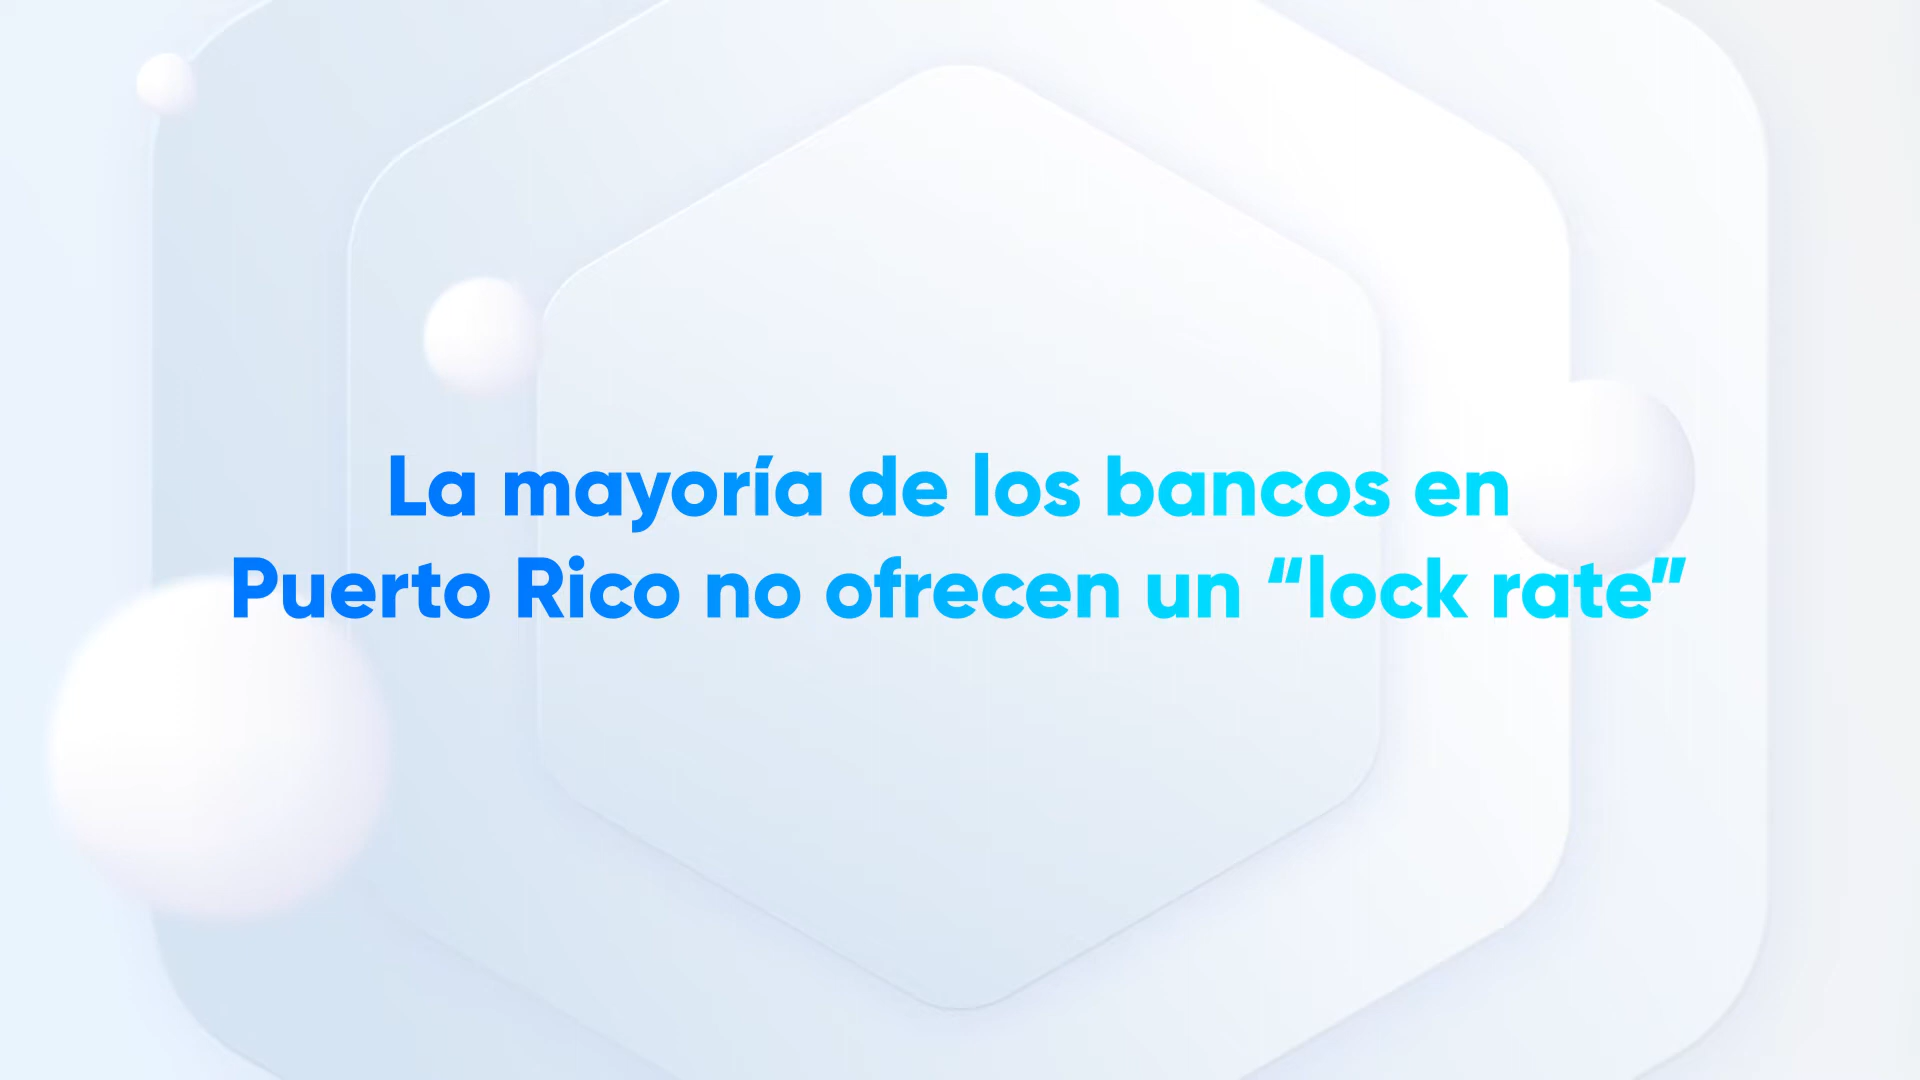 La mayoría de los bancos en
Puerto Rico no ofrecen un “lock rate”